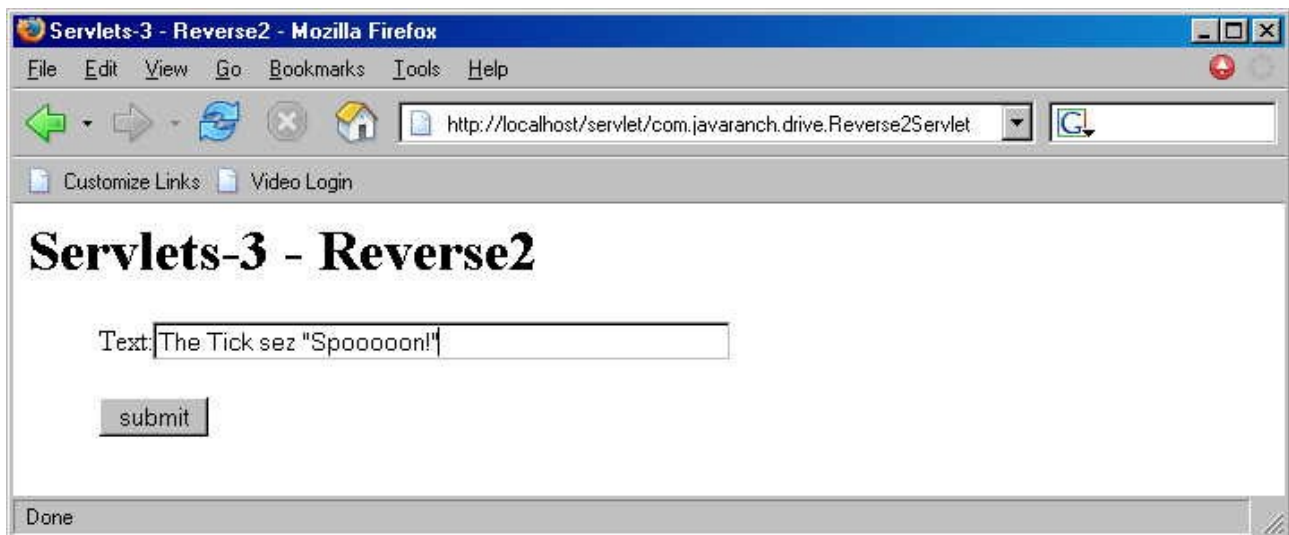 Servlets-3 - Reverse2 - Mozilla Firefox
File Edit View Go Bookmarks Tools Help
http://localhost/servlet/com.javaranch.drive.Reverse2Servlet G
Customize Links Video Login
Servlets-3 - Reverse2
Text: The Tick sez "Spoooooon!"
submit
Done